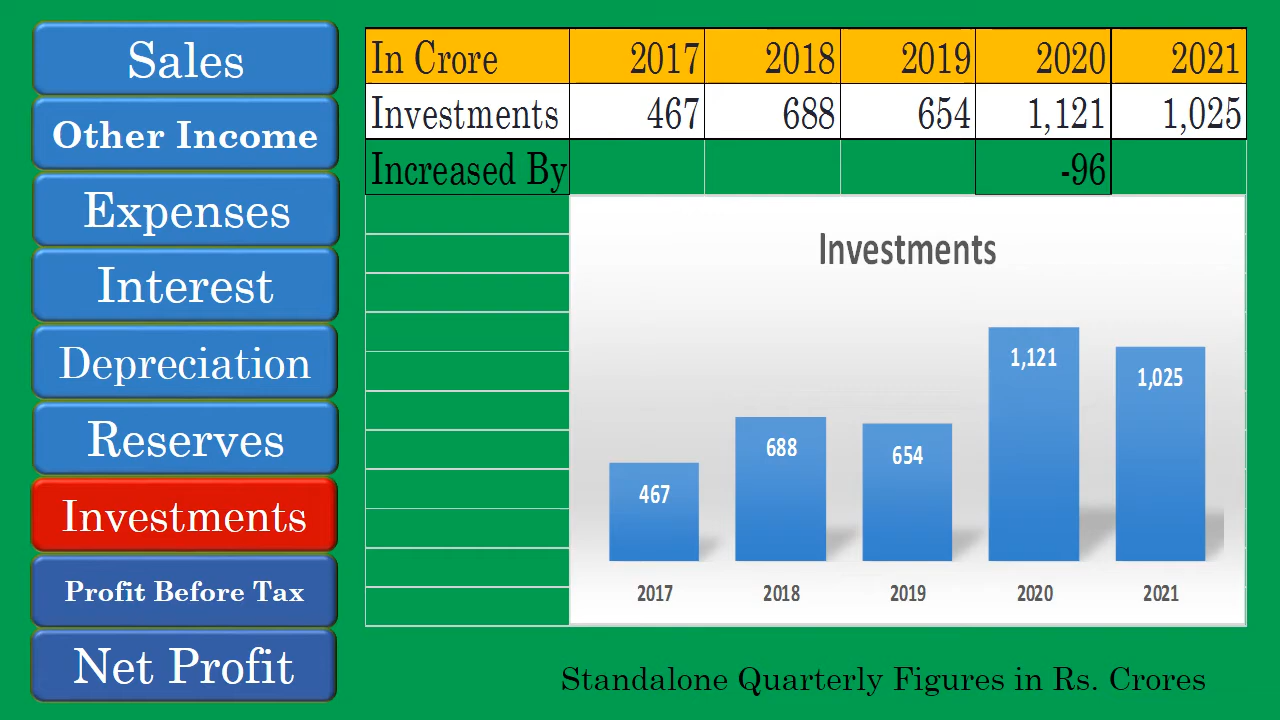 Sales
Other Income
Expenses
Interest
Depreciation
Reserves
Investments
Profit Before Tax
Net Profit
In Crore 2017 2018 2019 2020 2021
Investments 467 688 654 1,121 1,025
Increased By -96
Investments
467 688 654 1,121 1,025
2017 2018 2019 2020 2021
Standalone Quarterly Figures in Rs. Crores